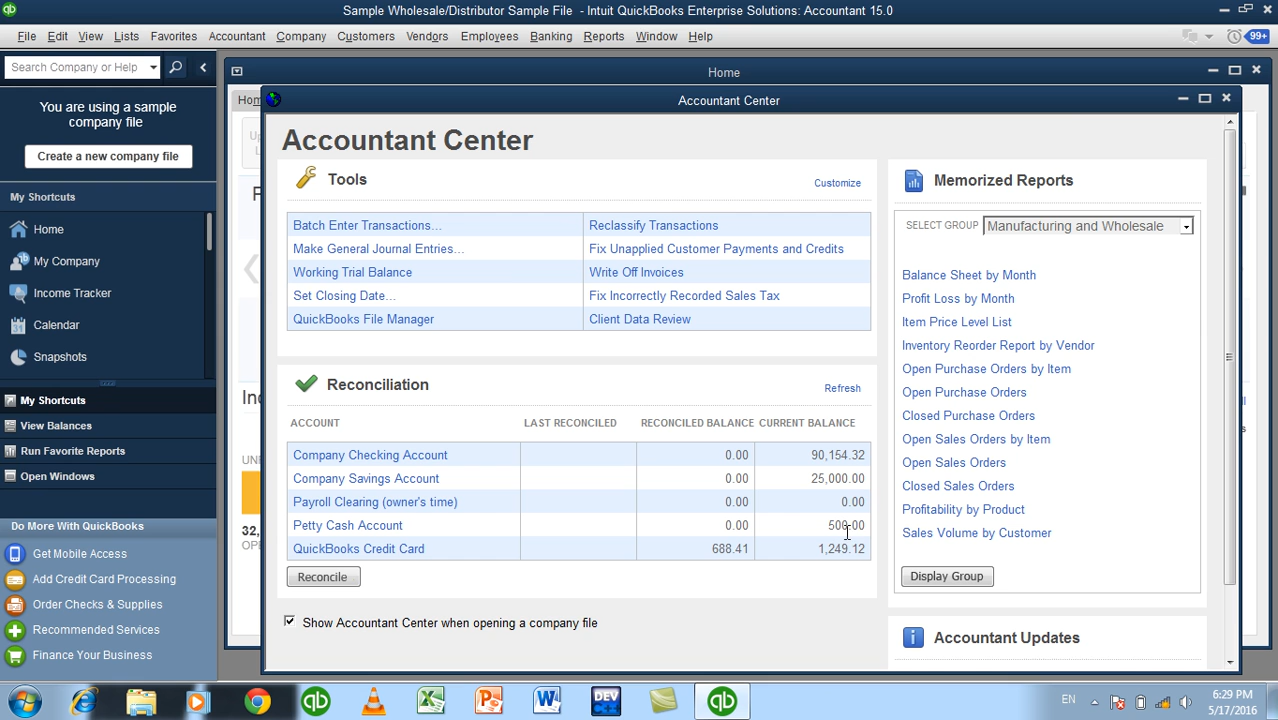 Sample Wholesale/Distributor Sample File - Intuit QuickBooks Enterprise Solutions: Accountant 15.0
File Edit View Lists Favorites Accountant Company Customers Vendors Employees Banking Reports Window Help
99+
Search Company or Help
Home
You are using a sample
company file
Create a new company file
My Shortcuts
Home
My Company
Income Tracker
Calendar
Snapshots
My Shortcuts
View Balances
Run Favorite Reports
Open Windows
Do More With QuickBooks
Get Mobile Access
Add Credit Card Processing
Order Checks & Supplies
Recommended Services
Finance Your Business
Accountant Center
Accountant Center
Tools
Customize
Batch Enter Transactions... Reclassify Transactions
Make General Journal Entries... Fix Unapplied Customer Payments and Credits
Working Trial Balance Write Off Invoices
Set Closing Date... Fix Incorrectly Recorded Sales Tax
QuickBooks File Manager Client Data Review
Reconciliation
Refresh
ACCOUNT LAST RECONCILED RECONCILED BALANCE CURRENT BALANCE
Company Checking Account 0.00 90,154.32
Company Savings Account 0.00 25,000.00
Payroll Clearing (owner's time) 0.00 0.00
Petty Cash Account 0.00 500.00
QuickBooks Credit Card 688.41 1,249.12
Reconcile
Show Accountant Center when opening a company file
Memorized Reports
SELECT GROUP Manufacturing and Wholesale
Balance Sheet by Month
Profit Loss by Month
Item Price Level List
Inventory Reorder Report by Vendor
Open Purchase Orders by Item
Open Purchase Orders
Closed Purchase Orders
Open Sales Orders by Item
Open Sales Orders
Closed Sales Orders
Profitability by Product
Sales Volume by Customer
Display Group
Accountant Updates
EN
6:29 PM
5/17/2016